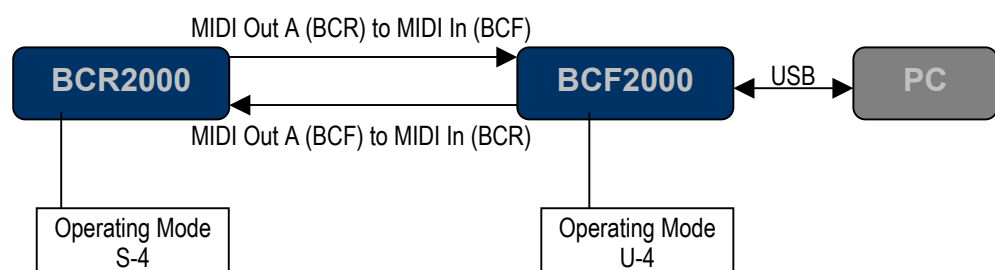 MIDI Out A (BCR) to MIDI In (BCF)
BCR2000
BCF2000
USB
PC
MIDI Out A (BCF) to MIDI In (BCR)
Operating Mode
S-4
Operating Mode
U-4